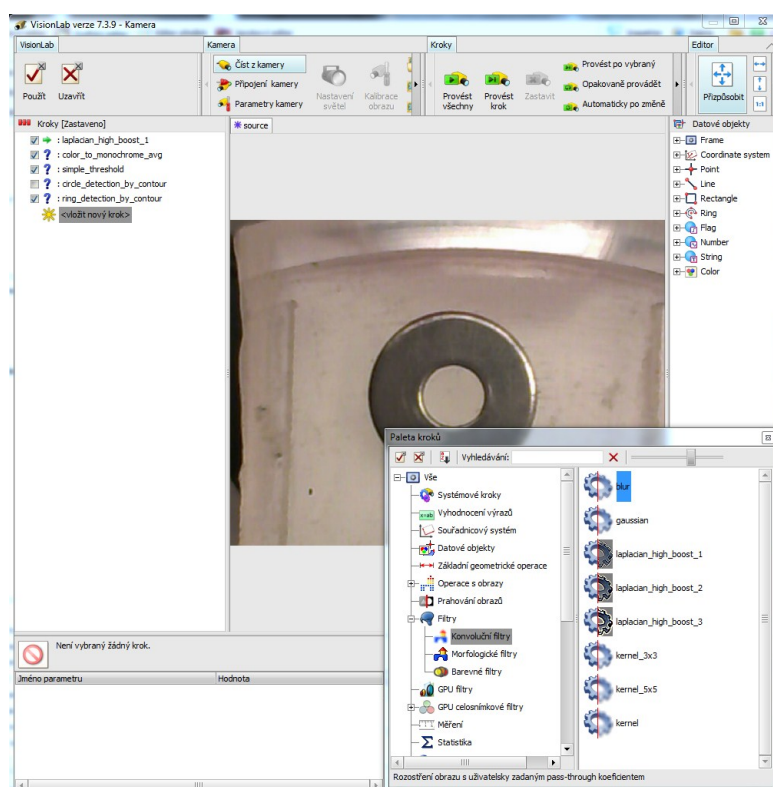 VisionLab verze 7.3.9 - Kamera
VisionLab
Kamera
Kroky
Editor
Použít
Uzavřít
Číst z kamery
Připojení kamery
Parametry kamery
Nastavení světel
Kalibrace obrazu
Provést všechny
Provést krok
Zastavit
Provést po vybraný
Opakovaně provádět
Automaticky po změně
Přizpůsobit
1:1
Kroky [Zastaveno]
: laplacian_high_boost_1
: color_to_monochrome_avg
: simple_threshold
: circle_detection_by_contour
: ring_detection_by_contour
<vložit nový krok>
source
Datové objekty
Frame
Coordinate system
Point
Line
Rectangle
Ring
Flag
Number
String
Color
Není vybraný žádný krok.
Jméno parametru
Hodnota
Paleta kroků
Vyhledávání:
Vše
Systémové kroky
Vyhodnocení výrazů
Souřadnicový systém
Datové objekty
Základní geometrické operace
Operace s obrazy
Prahování obrazů
Filtry
Konvoluční filtry
Morfologické filtry
Barevné filtry
GPU filtry
GPU celosnímkové filtry
Měření
Statistika
blur
gaussian
laplacian_high_boost_1
laplacian_high_boost_2
laplacian_high_boost_3
kernel_3x3
kernel_5x5
kernel
Rozostření obrazu s uživatelsky zadaným pass-through koeficientem